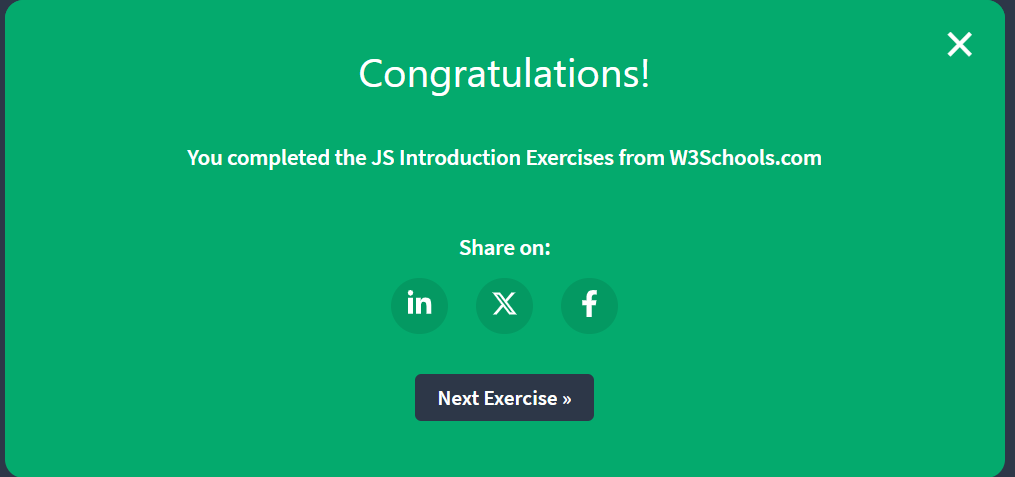 Congratulations!
You completed the JS Introduction Exercises from W3Schools.com
Share on:
in X f
Next Exercise »